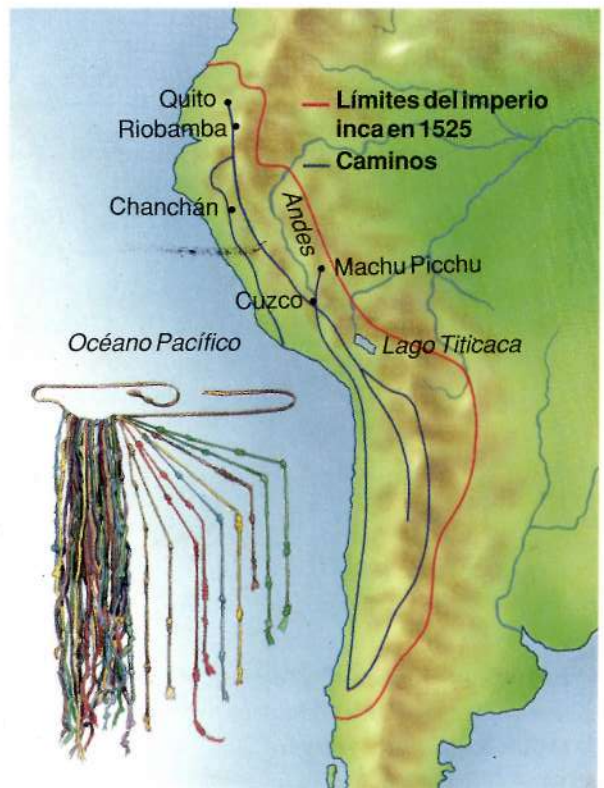 Quito
Riobamba
Límites del imperio
inca en 1525
Caminos
Chanchán
Andes
Machu Picchu
Cuzco
Océano Pacífico
Lago Titicaca